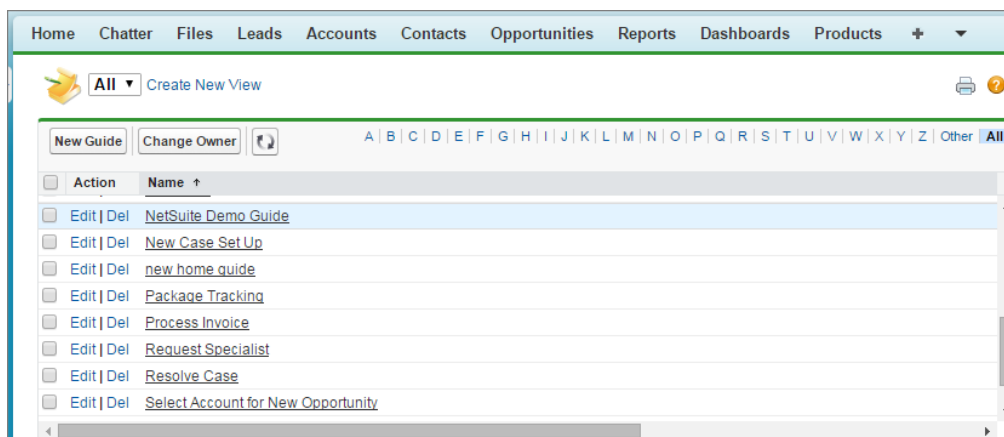 Home Chatter Files Leads Accounts Contacts Opportunities Reports Dashboards Products +
All Create New View ?
New Guide Change Owner A | B | C | D | E | F | G | H | I | J | K | L | M | N | O | P | Q | R | S | T | U | V | W | X | Y | Z | Other All
Action Name ↑
Edit | Del NetSuite Demo Guide
Edit | Del New Case Set Up
Edit | Del new home guide
Edit | Del Package Tracking
Edit | Del Process Invoice
Edit | Del Request Specialist
Edit | Del Resolve Case
Edit | Del Select Account for New Opportunity